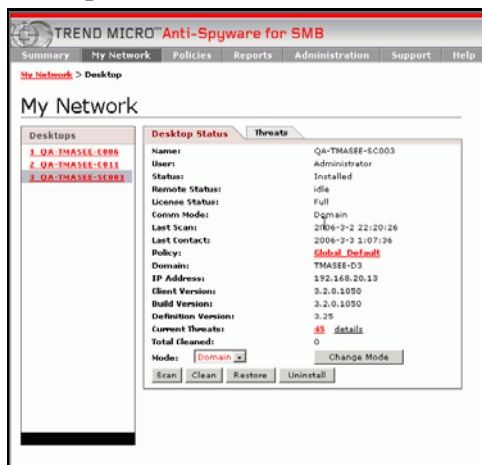 TREND MICRO™ Anti-Spyware for SMB
Summary My Network Policies Reports Administration Support Help
My Network > Desktop
My Network
Desktops
1 QA-TMASEE-C006
2 QA-TMASEE-C011
3 QA-TMASEE-SC003
Desktop Status Threats
Name: QA-TMASEE-SC003
User: Administrator
Status: Installed
Remote Status: idle
License Status: Full
Comm Mode: Domain
Last Scan: 2006-3-2 22:20:26
Last Contact: 2006-3-3 1:07:36
Policy: Global_Default
Domain: TMASEE-D3
IP Address: 192.168.20.13
Client Version: 3.2.0.1050
Build Version: 3.2.0.1050
Definition Version: 3.25
Current Threats: 45 details
Total Cleaned: 0
Mode: Domain Change Mode
Scan Clean Restore Uninstall